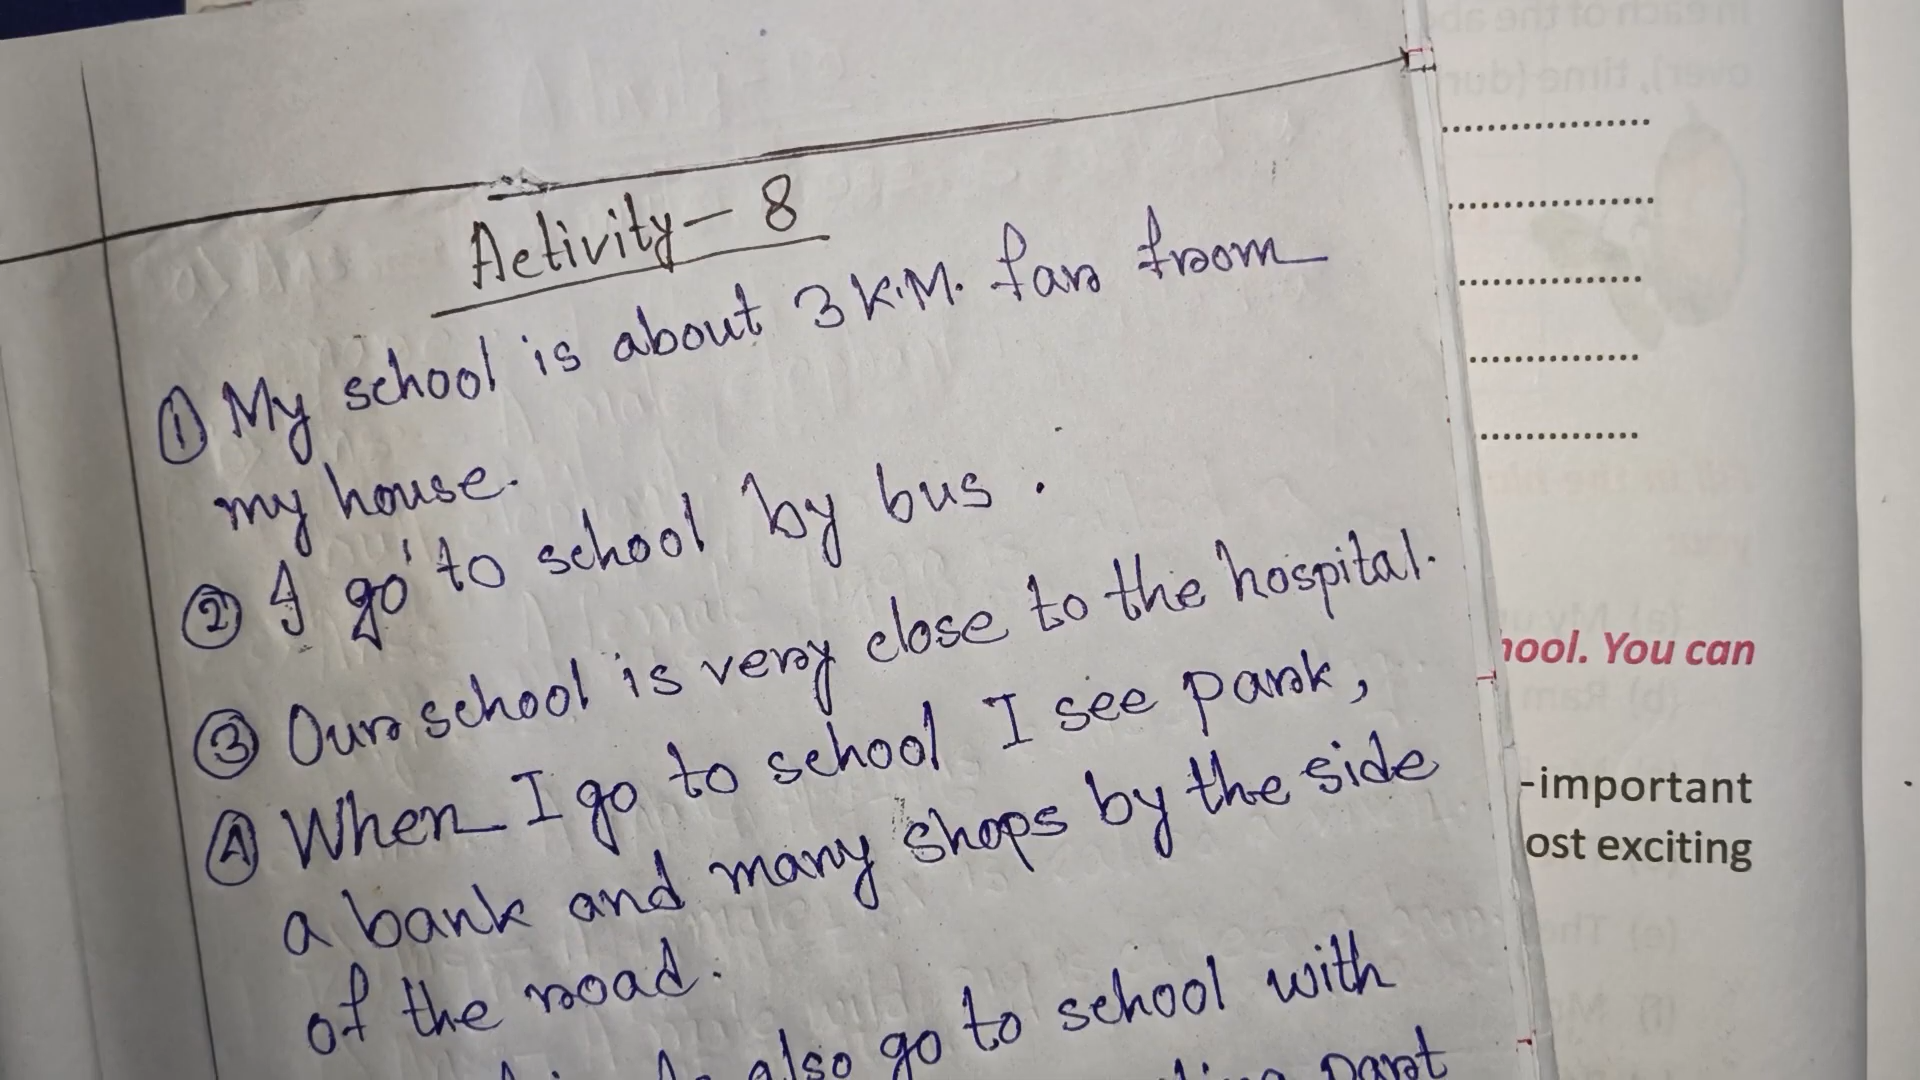 Activity - 8
① My school is about 3 K.M. far from
my house.
② I go to school by bus.
③ Our school is very close to the hospital.
④ When I go to school I see park,
a bank and many shops by the side
of the road.
also go to school with
part
hool. You can
-important
ost exciting